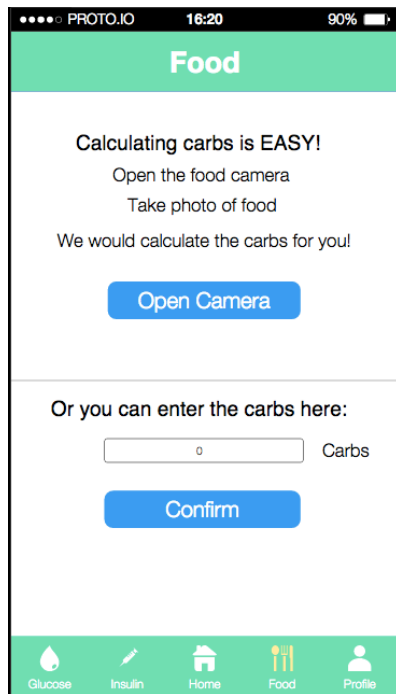 PROTO.IO 16:20 90%
Food
Calculating carbs is EASY!
Open the food camera
Take photo of food
We would calculate the carbs for you!
Open Camera
Or you can enter the carbs here:
0 Carbs
Confirm
Glucose Insulin Home Food Profile